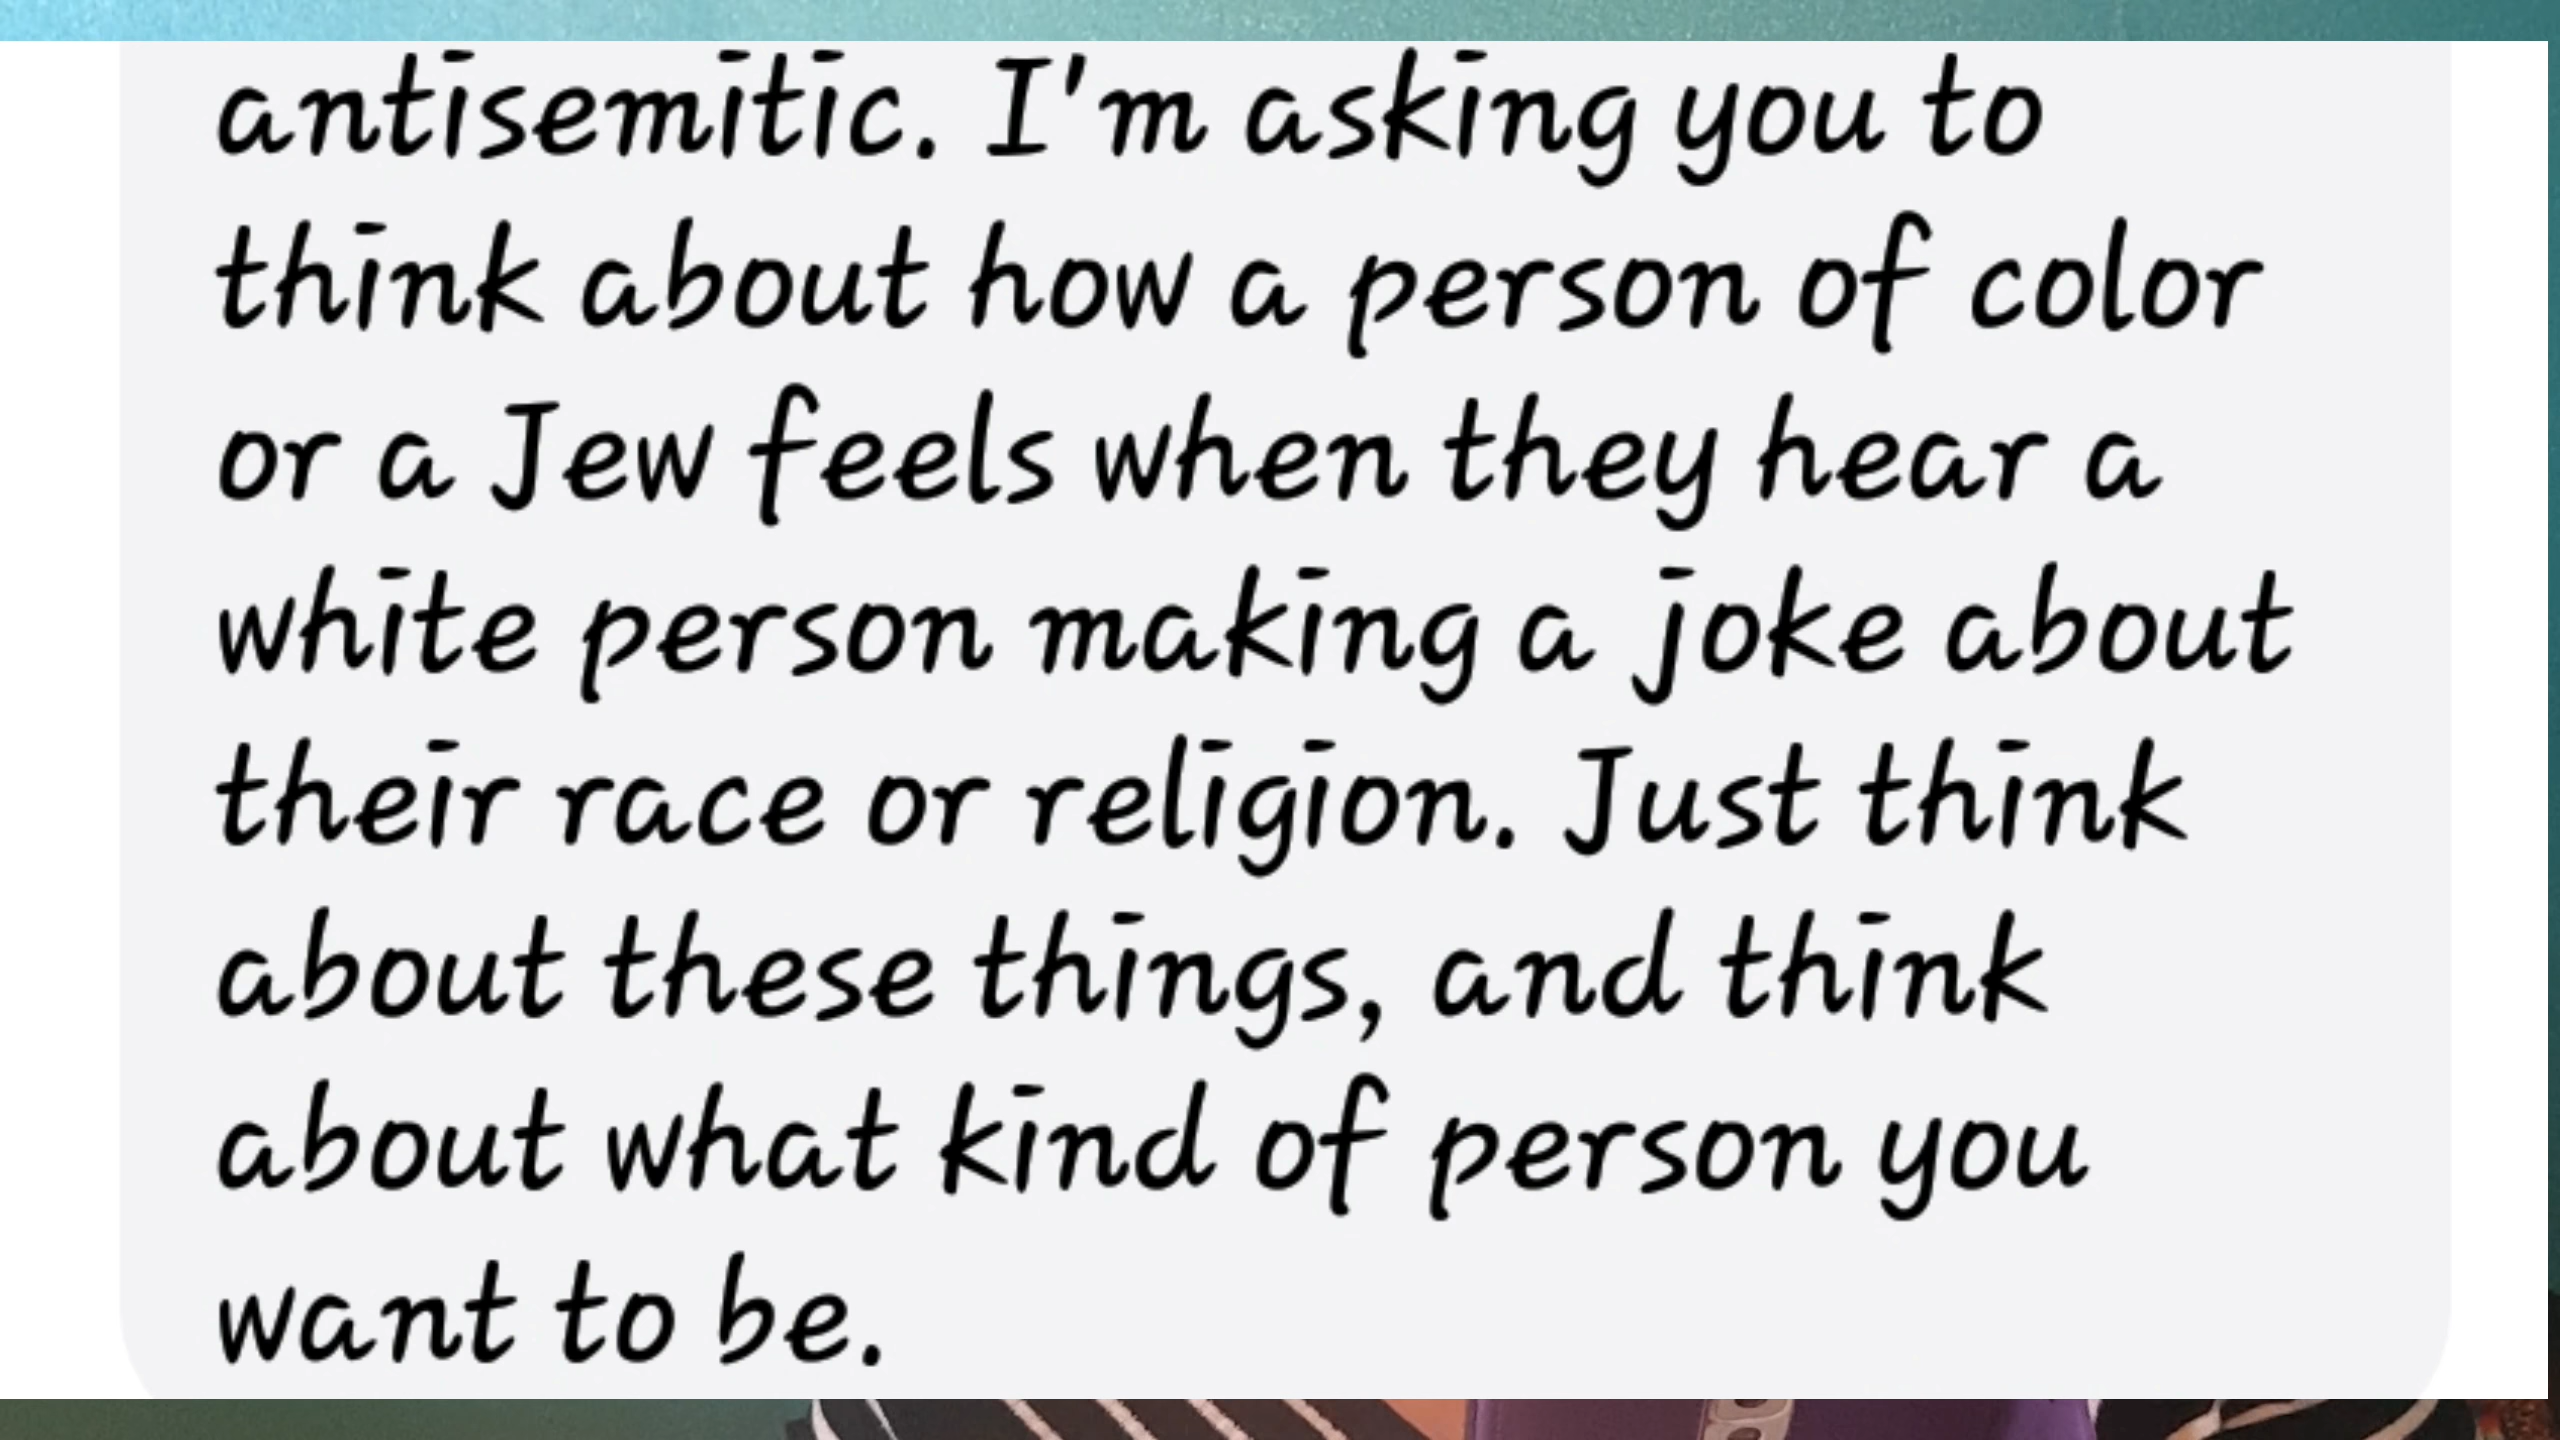 antisemitic. I'm asking you to
think about how a person of color
or a Jew feels when they hear a
white person making a joke about
their race or religion. Just think
about these things, and think
about what kind of person you
want to be.